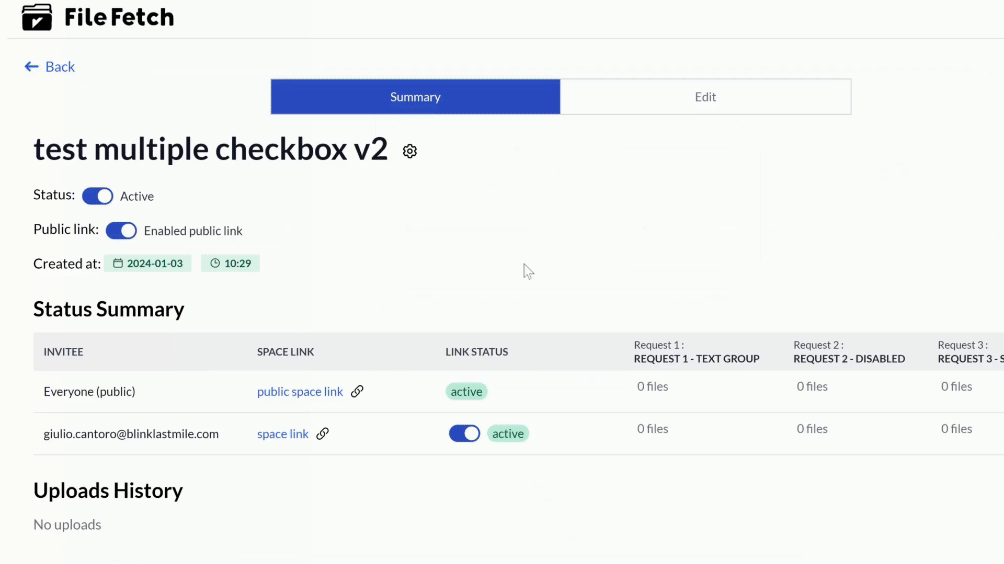 File Fetch
Back
Summary Edit
test multiple checkbox v2
Status: Active
Public link: Enabled public link
Created at: 2024-01-03 10:29
Status Summary
INVITEE SPACE LINK LINK STATUS Request 1 : REQUEST 1 - TEXT GROUP Request 2 : REQUEST 2 - DISABLED Request 3 : REQUEST 3 - S
Everyone (public) public space link active 0 files 0 files 0 files
giulio.cantoro@blinklastmile.com space link active 0 files 0 files 0 files
Uploads History
No uploads